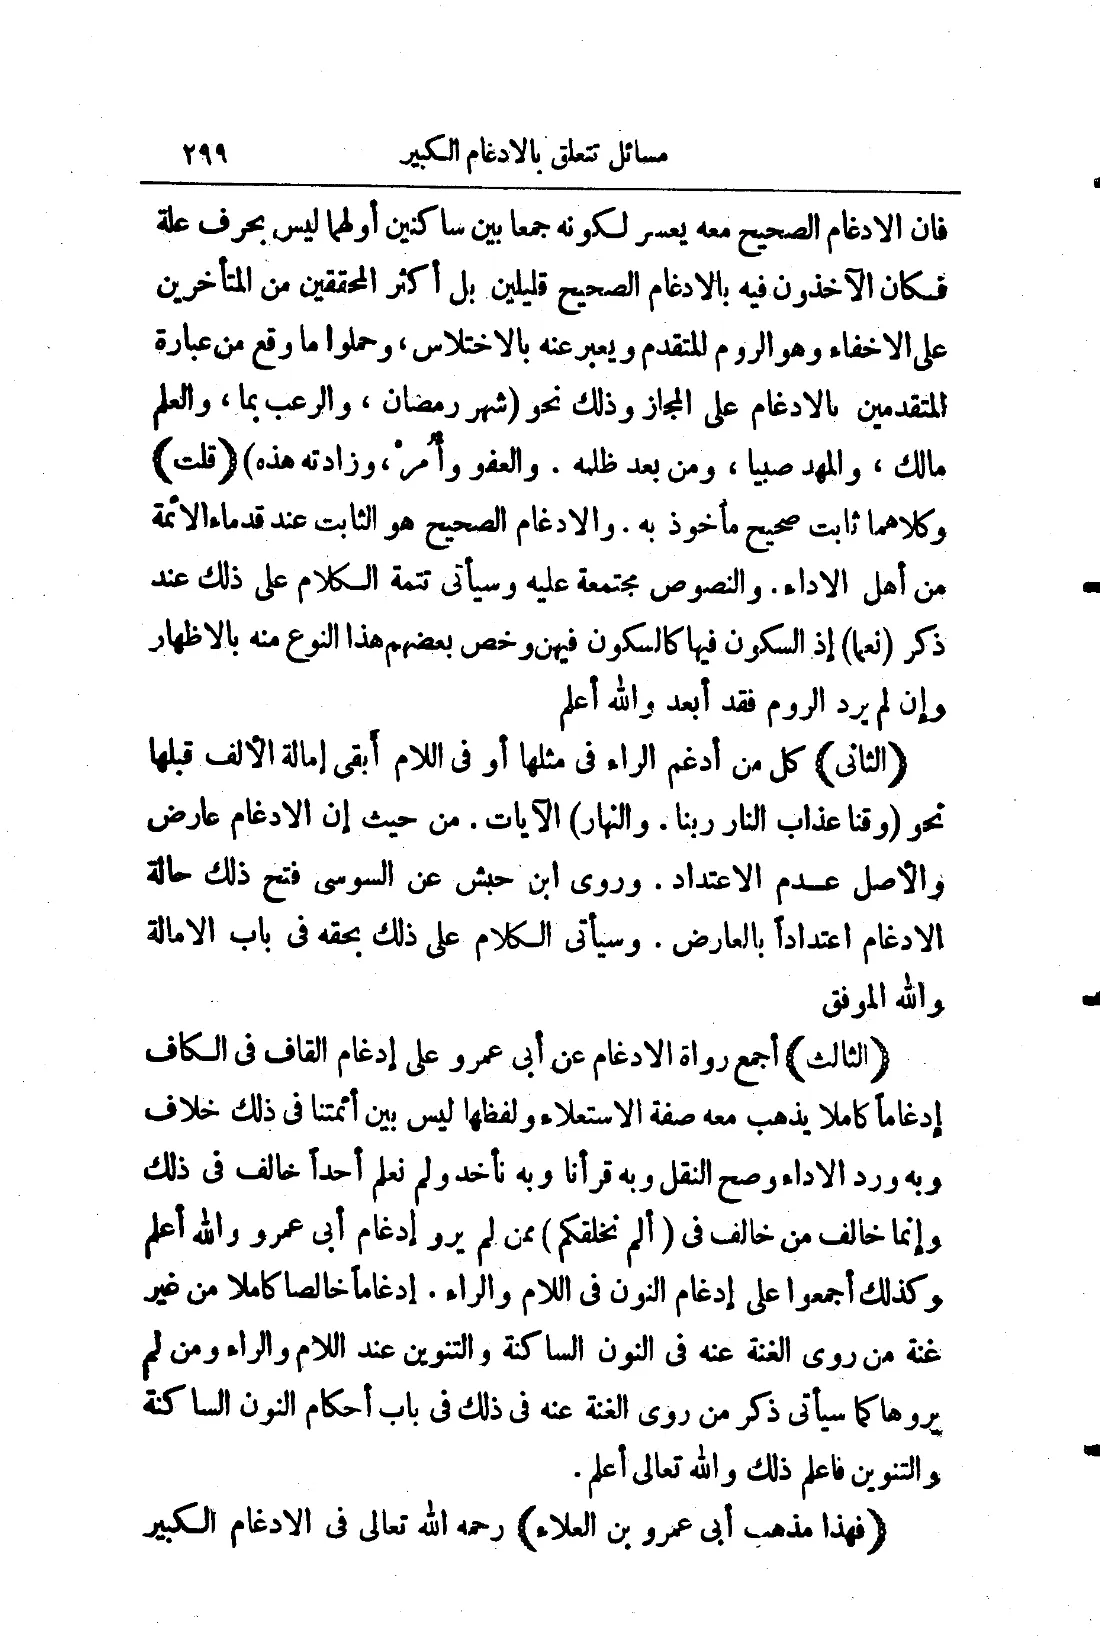 مسائل تتعلق بالادغام الكبير ٢٩٩
فان الادغام الصحيح معه يعسر لكونه جمعا بين ساكنين أولهما ليس بحرف علة
فكان الآخذون فيه بالادغام الصحيح قليلين بل أكثر المحققين من المتأخرين
على الاخفاء وهو الروم المتقدم ويعبر عنه بالاختلاس، وحملوا ما وقع من عبارة
المتقدمين بالادغام على المجاز وذلك نحو (شهر رمضان ، والرعب بما ، والعلم
مالك ، والمهد صبيا ، ومن بعد ظلمه . والعفو وأْمُرْ ، وزادته هذه) (قلت)
وكلاهما ثابت صحيح مأخوذ به . والادغام الصحيح هو الثابت عند قدماء الائمة
من أهل الاداء. والنصوص مجتمعة عليه وسيأتى تتمة الكلام على ذلك عند
ذكر (نعما) إذ السكون فيها كالسكون فيهن وخص بعضهم هذا النوع منه بالاظهار
وإن لم يرد الروم فقد أبعد والله أعلم
(الثانى) كل من أدغم الراء فى مثلها أو فى اللام أبقى إمالة الألف قبلها
نحو (وقنا عذاب النار ربنا . والنهار) الآيات. من حيث إن الادغام عارض
والأصل عدم الاعتداد . وروى ابن حبش عن السوسى فتح ذلك حالة
الادغام اعتداداً بالعارض . وسيأتى الكلام على ذلك بحقه فى باب الامالة
والله الموفق
(الثالث) أجمع رواة الادغام عن أبى عمرو على إدغام القاف فى الكاف
إدغاماً كاملا يذهب معه صفة الاستعلاء ولفظها ليس بين أئمتنا فى ذلك خلاف
وبه ورد الاداء وصح النقل وبه قرأنا وبه نأخد ولم نعلم أحداً خالف فى ذلك
وإنما خالف من خالف فى ( ألم نخلقكم ) ممن لم يرو إدغام أبى عمرو والله أعلم
وكذلك أجمعوا على إدغام النون فى اللام والراء . إدغاماً خالصا كاملا من غير
غنة من روى الغنة عنه فى النون الساكنة والتنوين عند اللام والراء ومن لم
يروها كما سيأتى ذكر من روى الغنة عنه فى ذلك فى باب أحكام النون الساكنة
والتنوين فاعلم ذلك والله تعالى أعلم .
(فهذا مذهب أبى عمرو بن العلاء) رحمه الله تعالى فى الادغام الكبير